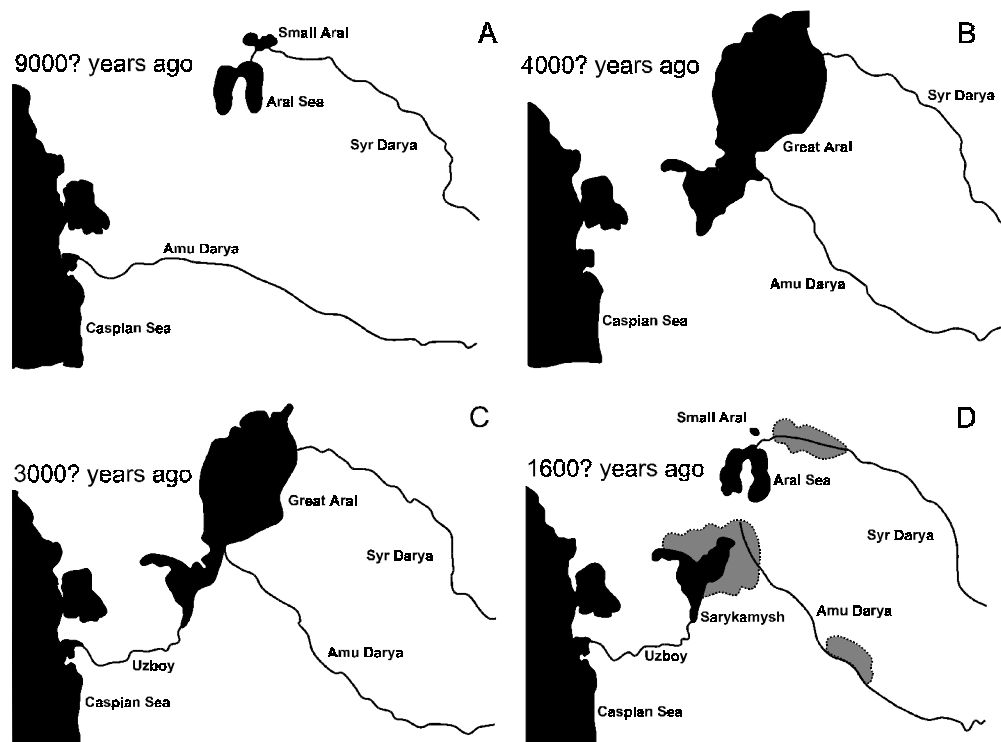 A
9000? years ago
Small Aral
Aral Sea
Syr Darya
Amu Darya
Caspian Sea
B
4000? years ago
Syr Darya
Great Aral
Amu Darya
Caspian Sea
C
3000? years ago
Great Aral
Syr Darya
Amu Darya
Uzboy
Caspian Sea
D
Small Aral
1600? years ago
Aral Sea
Syr Darya
Sarykamysh
Amu Darya
Uzboy
Caspian Sea